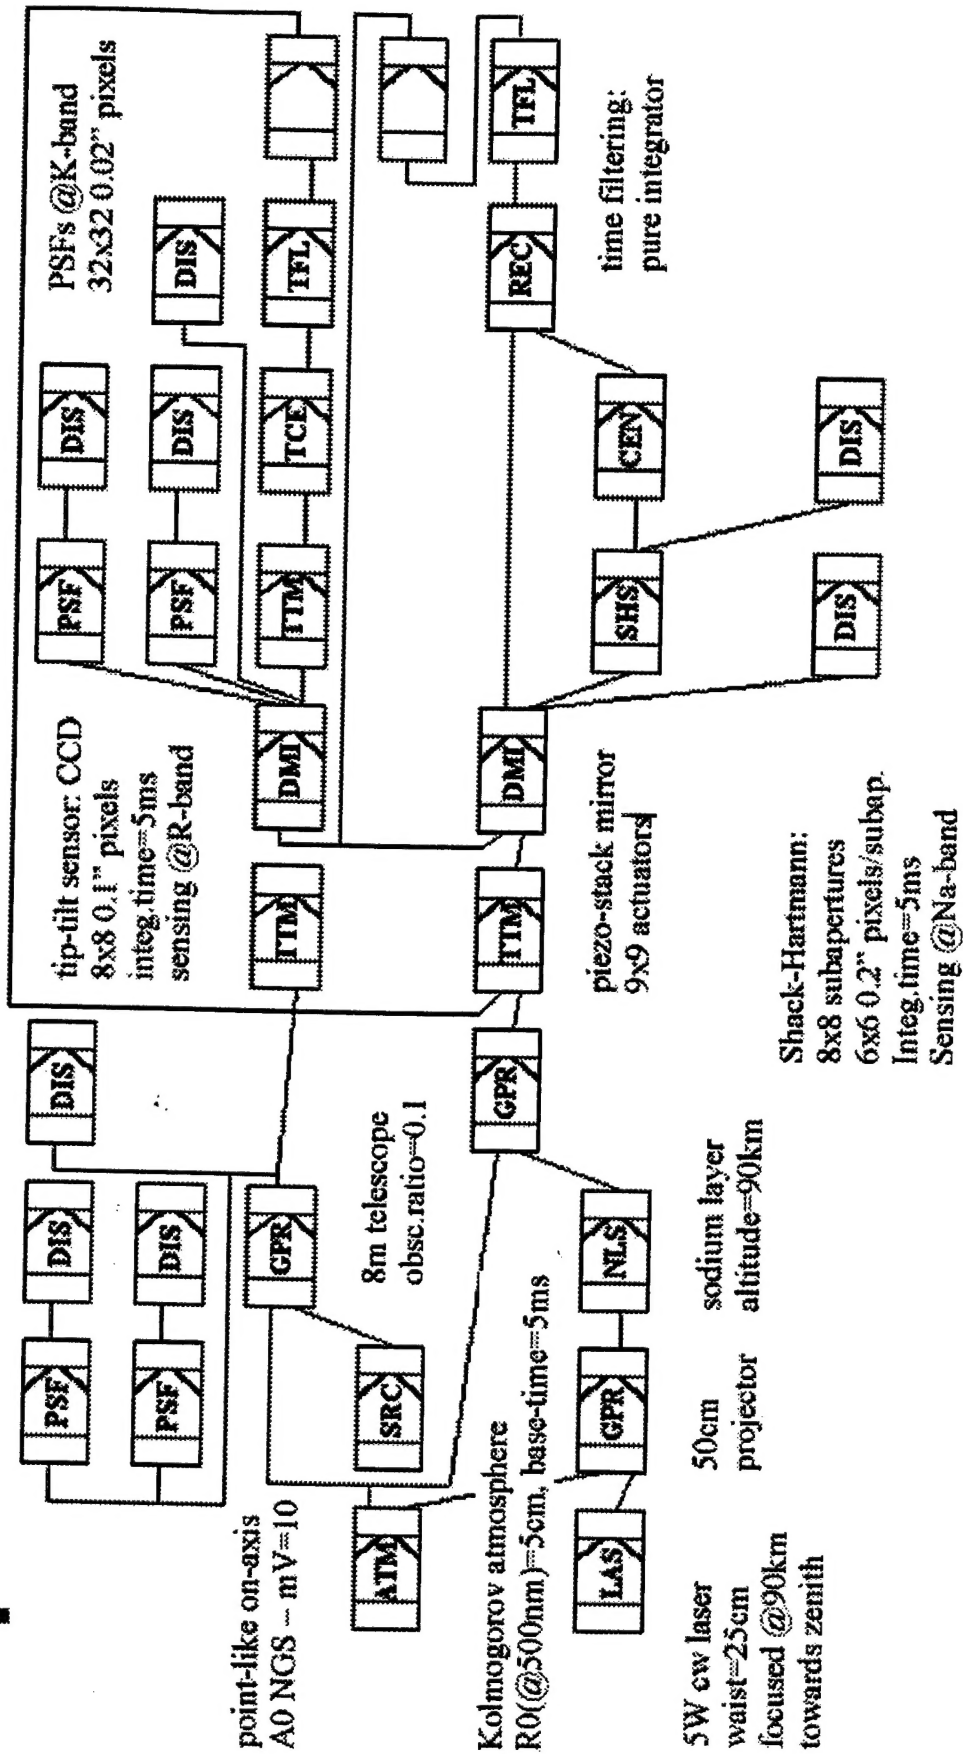 PSF
DIS
DIS
PSF
DIS
point-like on-axis
A0 NGS – mV=10
GPR
TTM
tip-tilt sensor: CCD
8x8 0.1" pixels
integ.time=5ms
sensing @R-band
DMI
PSF
DIS
PSF
DIS
DIS
PSFs @K-band
32x32 0.02" pixels
TTM
TCE
TFL
ATM
SRC
8m telescope
obsc.ratio=0.1
Kolmogorov atmosphere
R0(@500nm)=5cm, base-time=5ms
GPR
TTM
DMI
REC
TFL
piezo-stack mirror
9x9 actuators
time filtering:
pure integrator
LAS
GPR
NLS
SHS
CEN
5W cw laser
waist=25cm
focused @90km
towards zenith
50cm
projector
sodium layer
altitude=90km
Shack-Hartmann:
8x8 subapertures
6x6 0.2" pixels/subap.
Integ.time=5ms
Sensing @Na-band
DIS
DIS